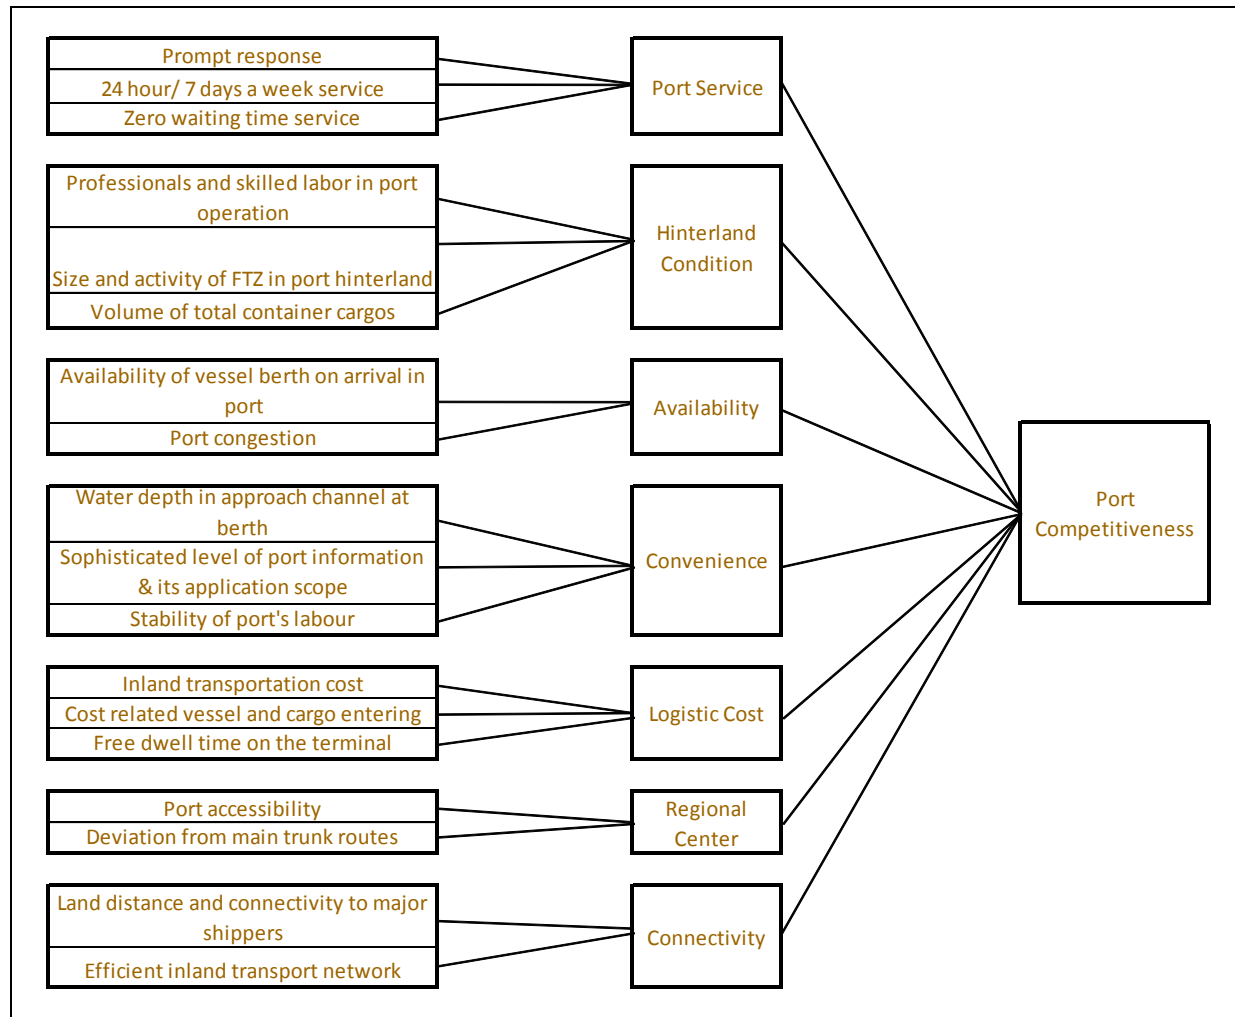 Prompt response
24 hour/ 7 days a week service
Zero waiting time service
Port Service
Professionals and skilled labor in port
operation
Size and activity of FTZ in port hinterland
Volume of total container cargos
Hinterland
Condition
Availability of vessel berth on arrival in
port
Port congestion
Availability
Water depth in approach channel at
berth
Sophisticated level of port information
& its application scope
Stability of port's labour
Convenience
Inland transportation cost
Cost related vessel and cargo entering
Free dwell time on the terminal
Logistic Cost
Port accessibility
Deviation from main trunk routes
Regional
Center
Land distance and connectivity to major
shippers
Efficient inland transport network
Connectivity
Port
Competitiveness